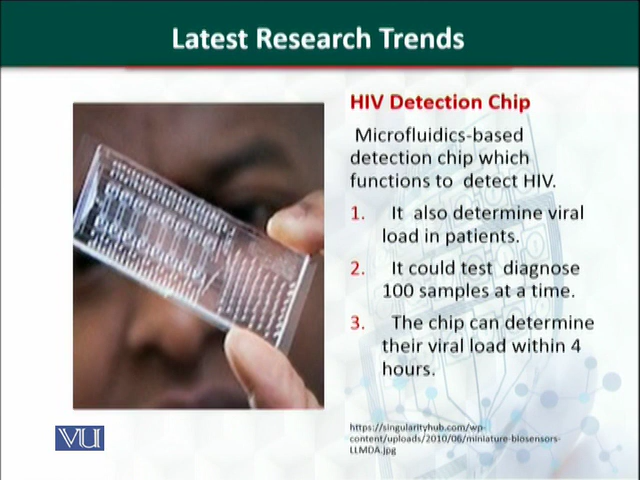 Latest Research Trends
HIV Detection Chip
Microfluidics-based
detection chip which
functions to detect HIV.
1. It also determine viral
load in patients.
2. It could test diagnose
100 samples at a time.
3. The chip can determine
their viral load within 4
hours.
https://singularityhub.com/wp-
content/uploads/2010/06/miniature-biosensors-
LLMDA.jpg
VU